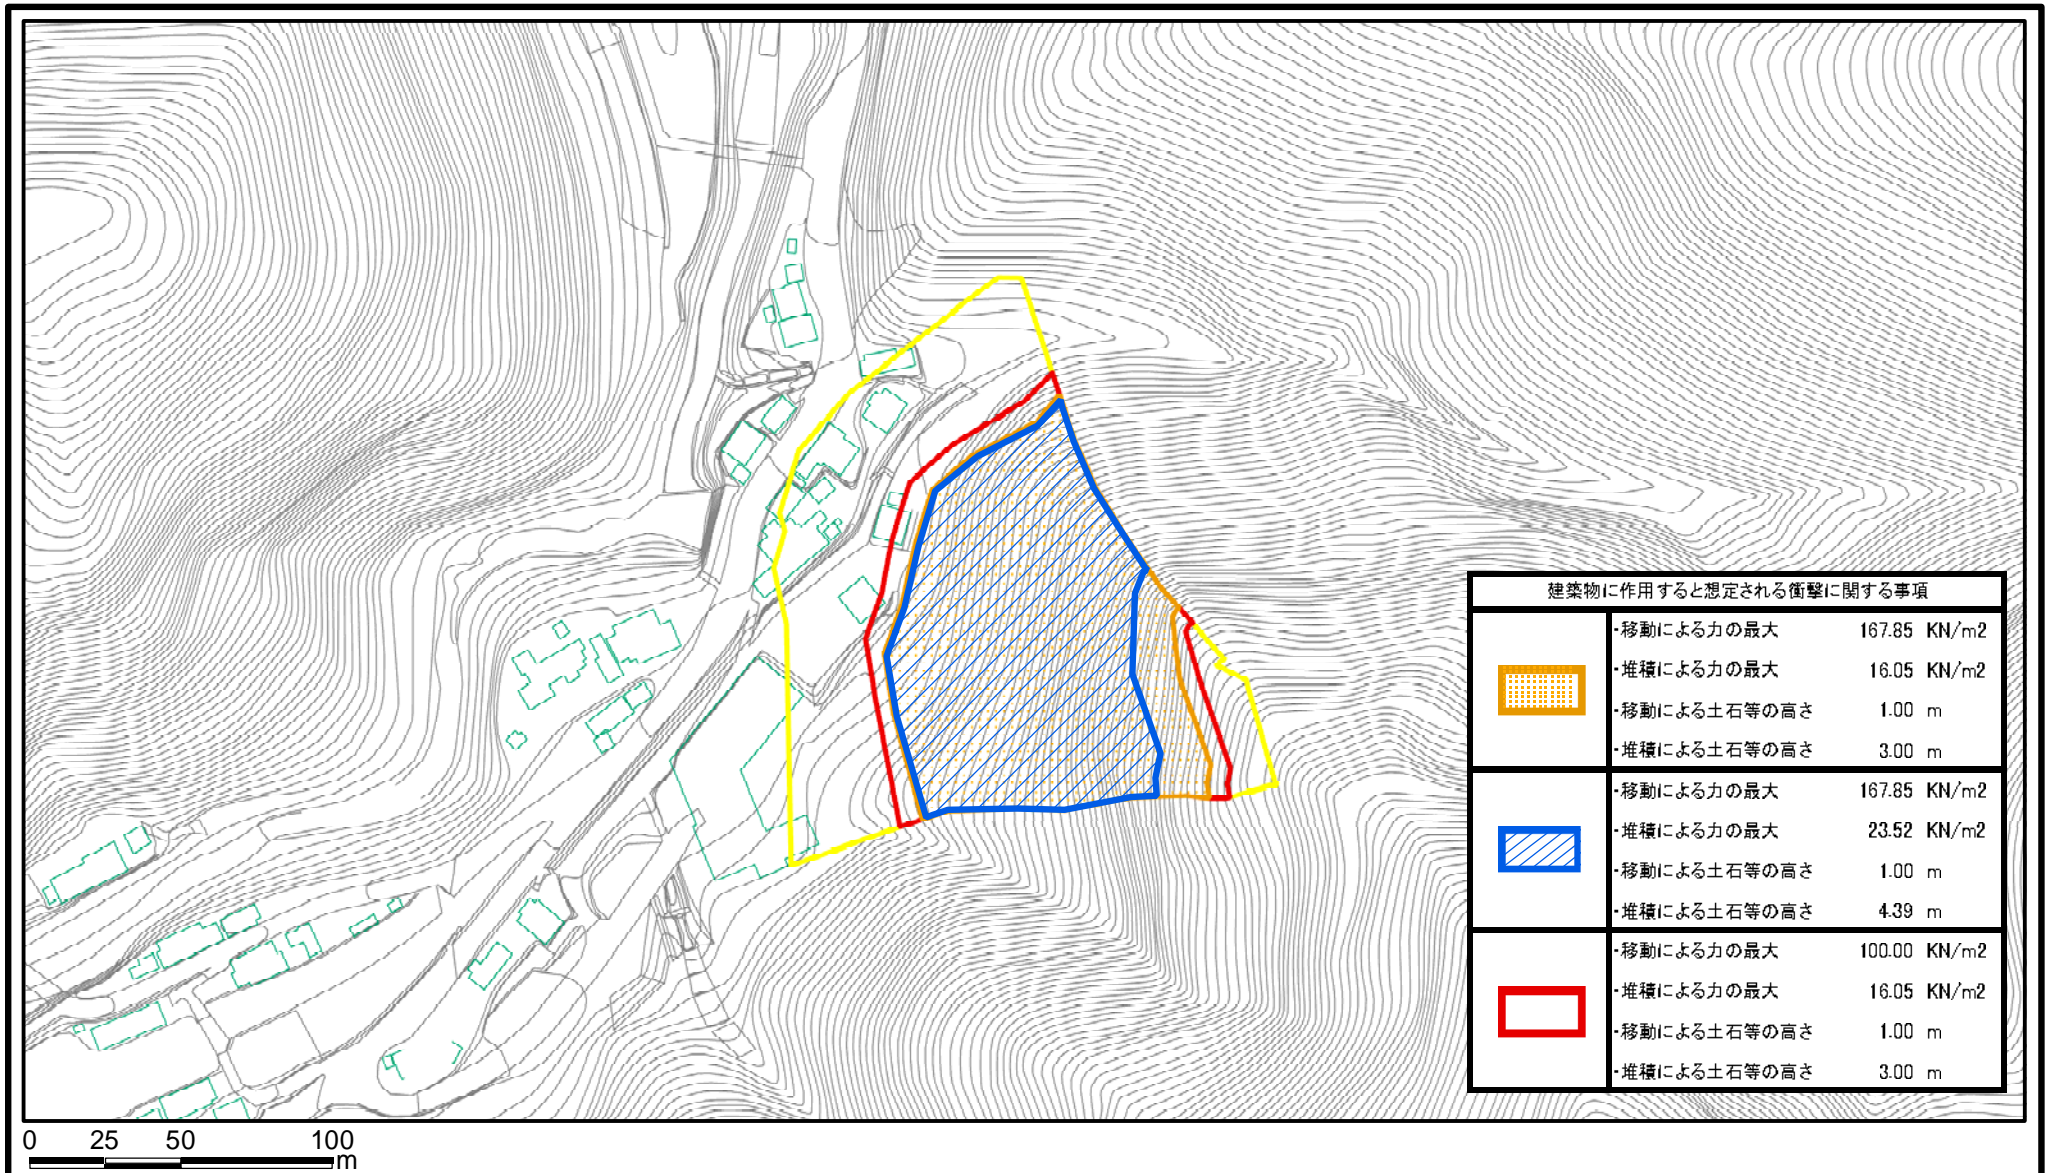 建築物に作用すると想定される衝撃に関する事項
・移動による力の最大 167.85 KN/m2
・堆積による力の最大 16.05 KN/m2
・移動による土石等の高さ 1.00 m
・堆積による土石等の高さ 3.00 m
・移動による力の最大 167.85 KN/m2
・堆積による力の最大 23.52 KN/m2
・移動による土石等の高さ 1.00 m
・堆積による土石等の高さ 4.39 m
・移動による力の最大 100.00 KN/m2
・堆積による力の最大 16.05 KN/m2
・移動による土石等の高さ 1.00 m
・堆積による土石等の高さ 3.00 m
0 25 50 100
m